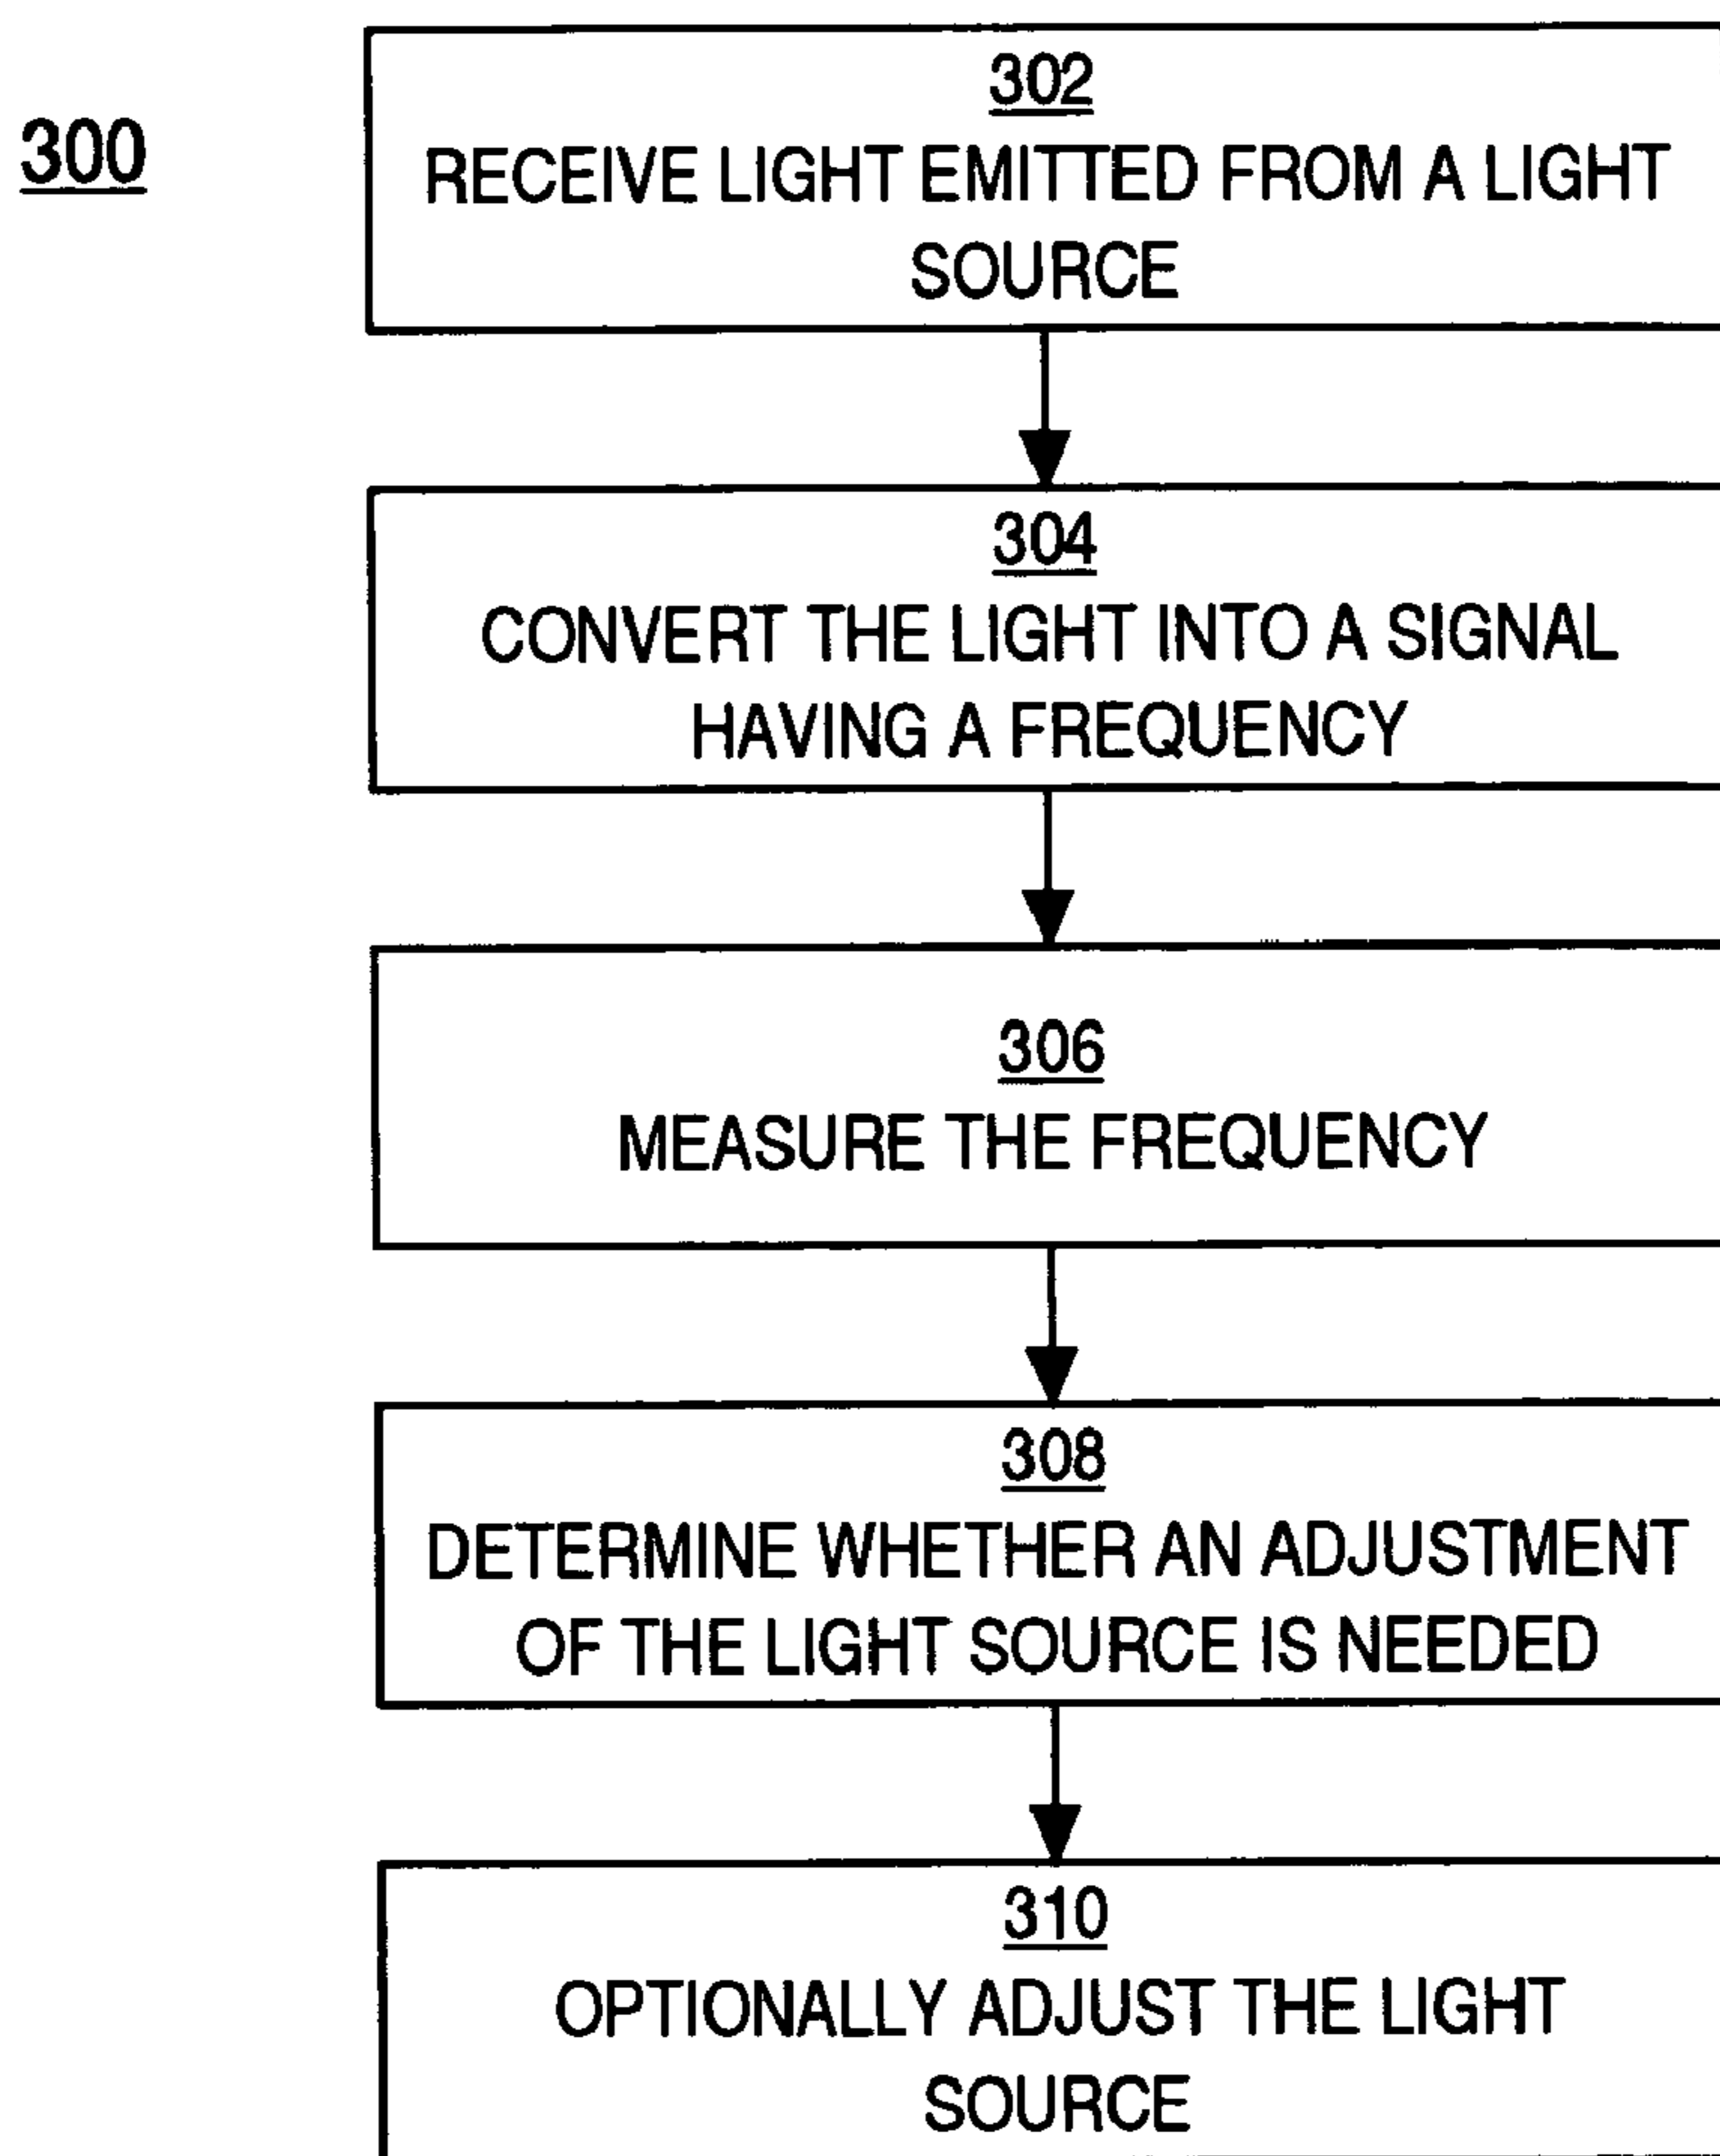 300
302
RECEIVE LIGHT EMITTED FROM A LIGHT
SOURCE
304
CONVERT THE LIGHT INTO A SIGNAL
HAVING A FREQUENCY
306
MEASURE THE FREQUENCY
308
DETERMINE WHETHER AN ADJUSTMENT
OF THE LIGHT SOURCE IS NEEDED
310
OPTIONALLY ADJUST THE LIGHT
SOURCE